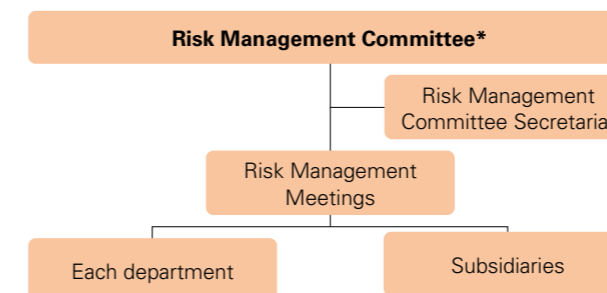 Risk Management Committee*
Risk Management
Committee Secretaria
Risk Management
Meetings
Each department
Subsidiaries